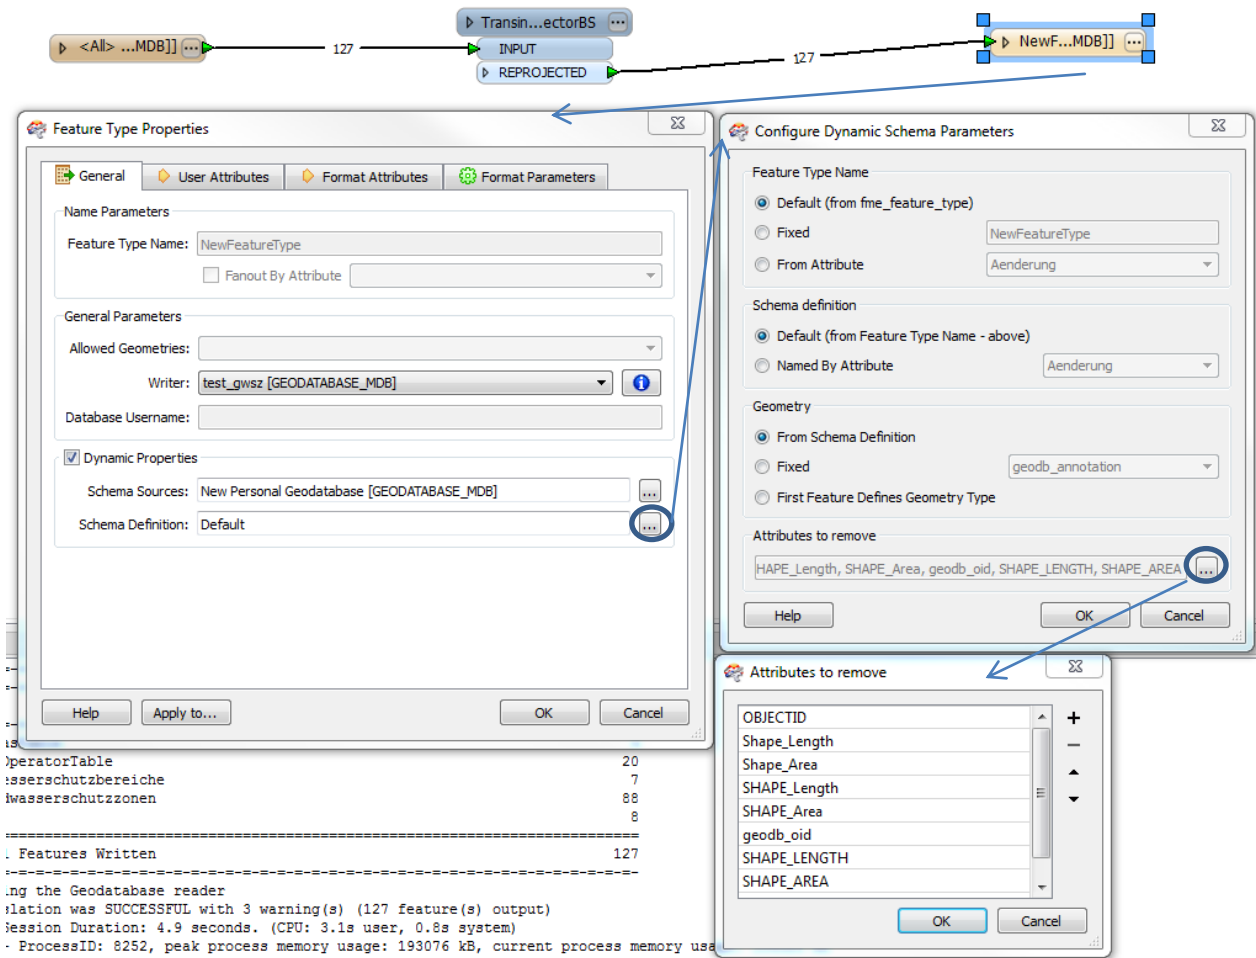 <All> ...MDB]] ...
127
Transin...ectorBS ...
INPUT
REPROJECTED
127
NewF...MDB]] ...
Feature Type Properties
General
User Attributes
Format Attributes
Format Parameters
Name Parameters
Feature Type Name: NewFeatureType
Fanout By Attribute
General Parameters
Allowed Geometries:
Writer: test_gwsz [GEODATABASE_MDB]
Database Username:
Dynamic Properties
Schema Sources: New Personal Geodatabase [GEODATABASE_MDB] ...
Schema Definition: Default ...
Help
Apply to...
OK
Cancel
Configure Dynamic Schema Parameters
Feature Type Name
Default (from fme_feature_type)
Fixed NewFeatureType
From Attribute Aenderung
Schema definition
Default (from Feature Type Name - above)
Named By Attribute Aenderung
Geometry
From Schema Definition
Fixed geodb_annotation
First Feature Defines Geometry Type
Attributes to remove
HAPE_Length, SHAPE_Area, geodb_oid, SHAPE_LENGTH, SHAPE_AREA ...
Help
OK
Cancel
Attributes to remove
OBJECTID
Shape_Length
Shape_Area
SHAPE_Length
SHAPE_Area
geodb_oid
SHAPE_LENGTH
SHAPE_AREA
OK
Cancel
OperatorTable 20
esserschutzbereiche 7
dwasserschutzzonen 88
8
==============================================================================
l Features Written 127
=-=-=-=-=-=-=-=-=-=-=-=-=-=-=-=-=-=-=-=-=-=-=-=-=-=-=-=-=-=-=-=-=-=-=-=-=-=-=-
ing the Geodatabase reader
slation was SUCCESSFUL with 3 warning(s) (127 feature(s) output)
Session Duration: 4.9 seconds. (CPU: 3.1s user, 0.8s system)
- ProcessID: 8252, peak process memory usage: 193076 kB, current process memory usa